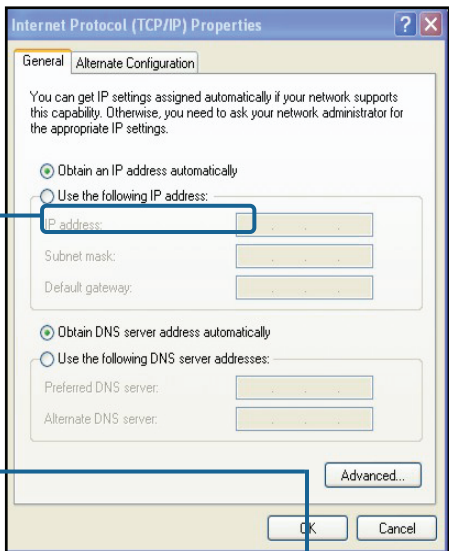 Internet Protocol (TCP/IP) Properties
General
Alternate Configuration
You can get IP settings assigned automatically if your network supports
this capability. Otherwise, you need to ask your network administrator for
the appropriate IP settings.
Obtain an IP address automatically
Use the following IP address:
IP address:
Subnet mask:
Default gateway:
Obtain DNS server address automatically
Use the following DNS server addresses:
Preferred DNS server:
Alternate DNS server:
Advanced...
OK
Cancel